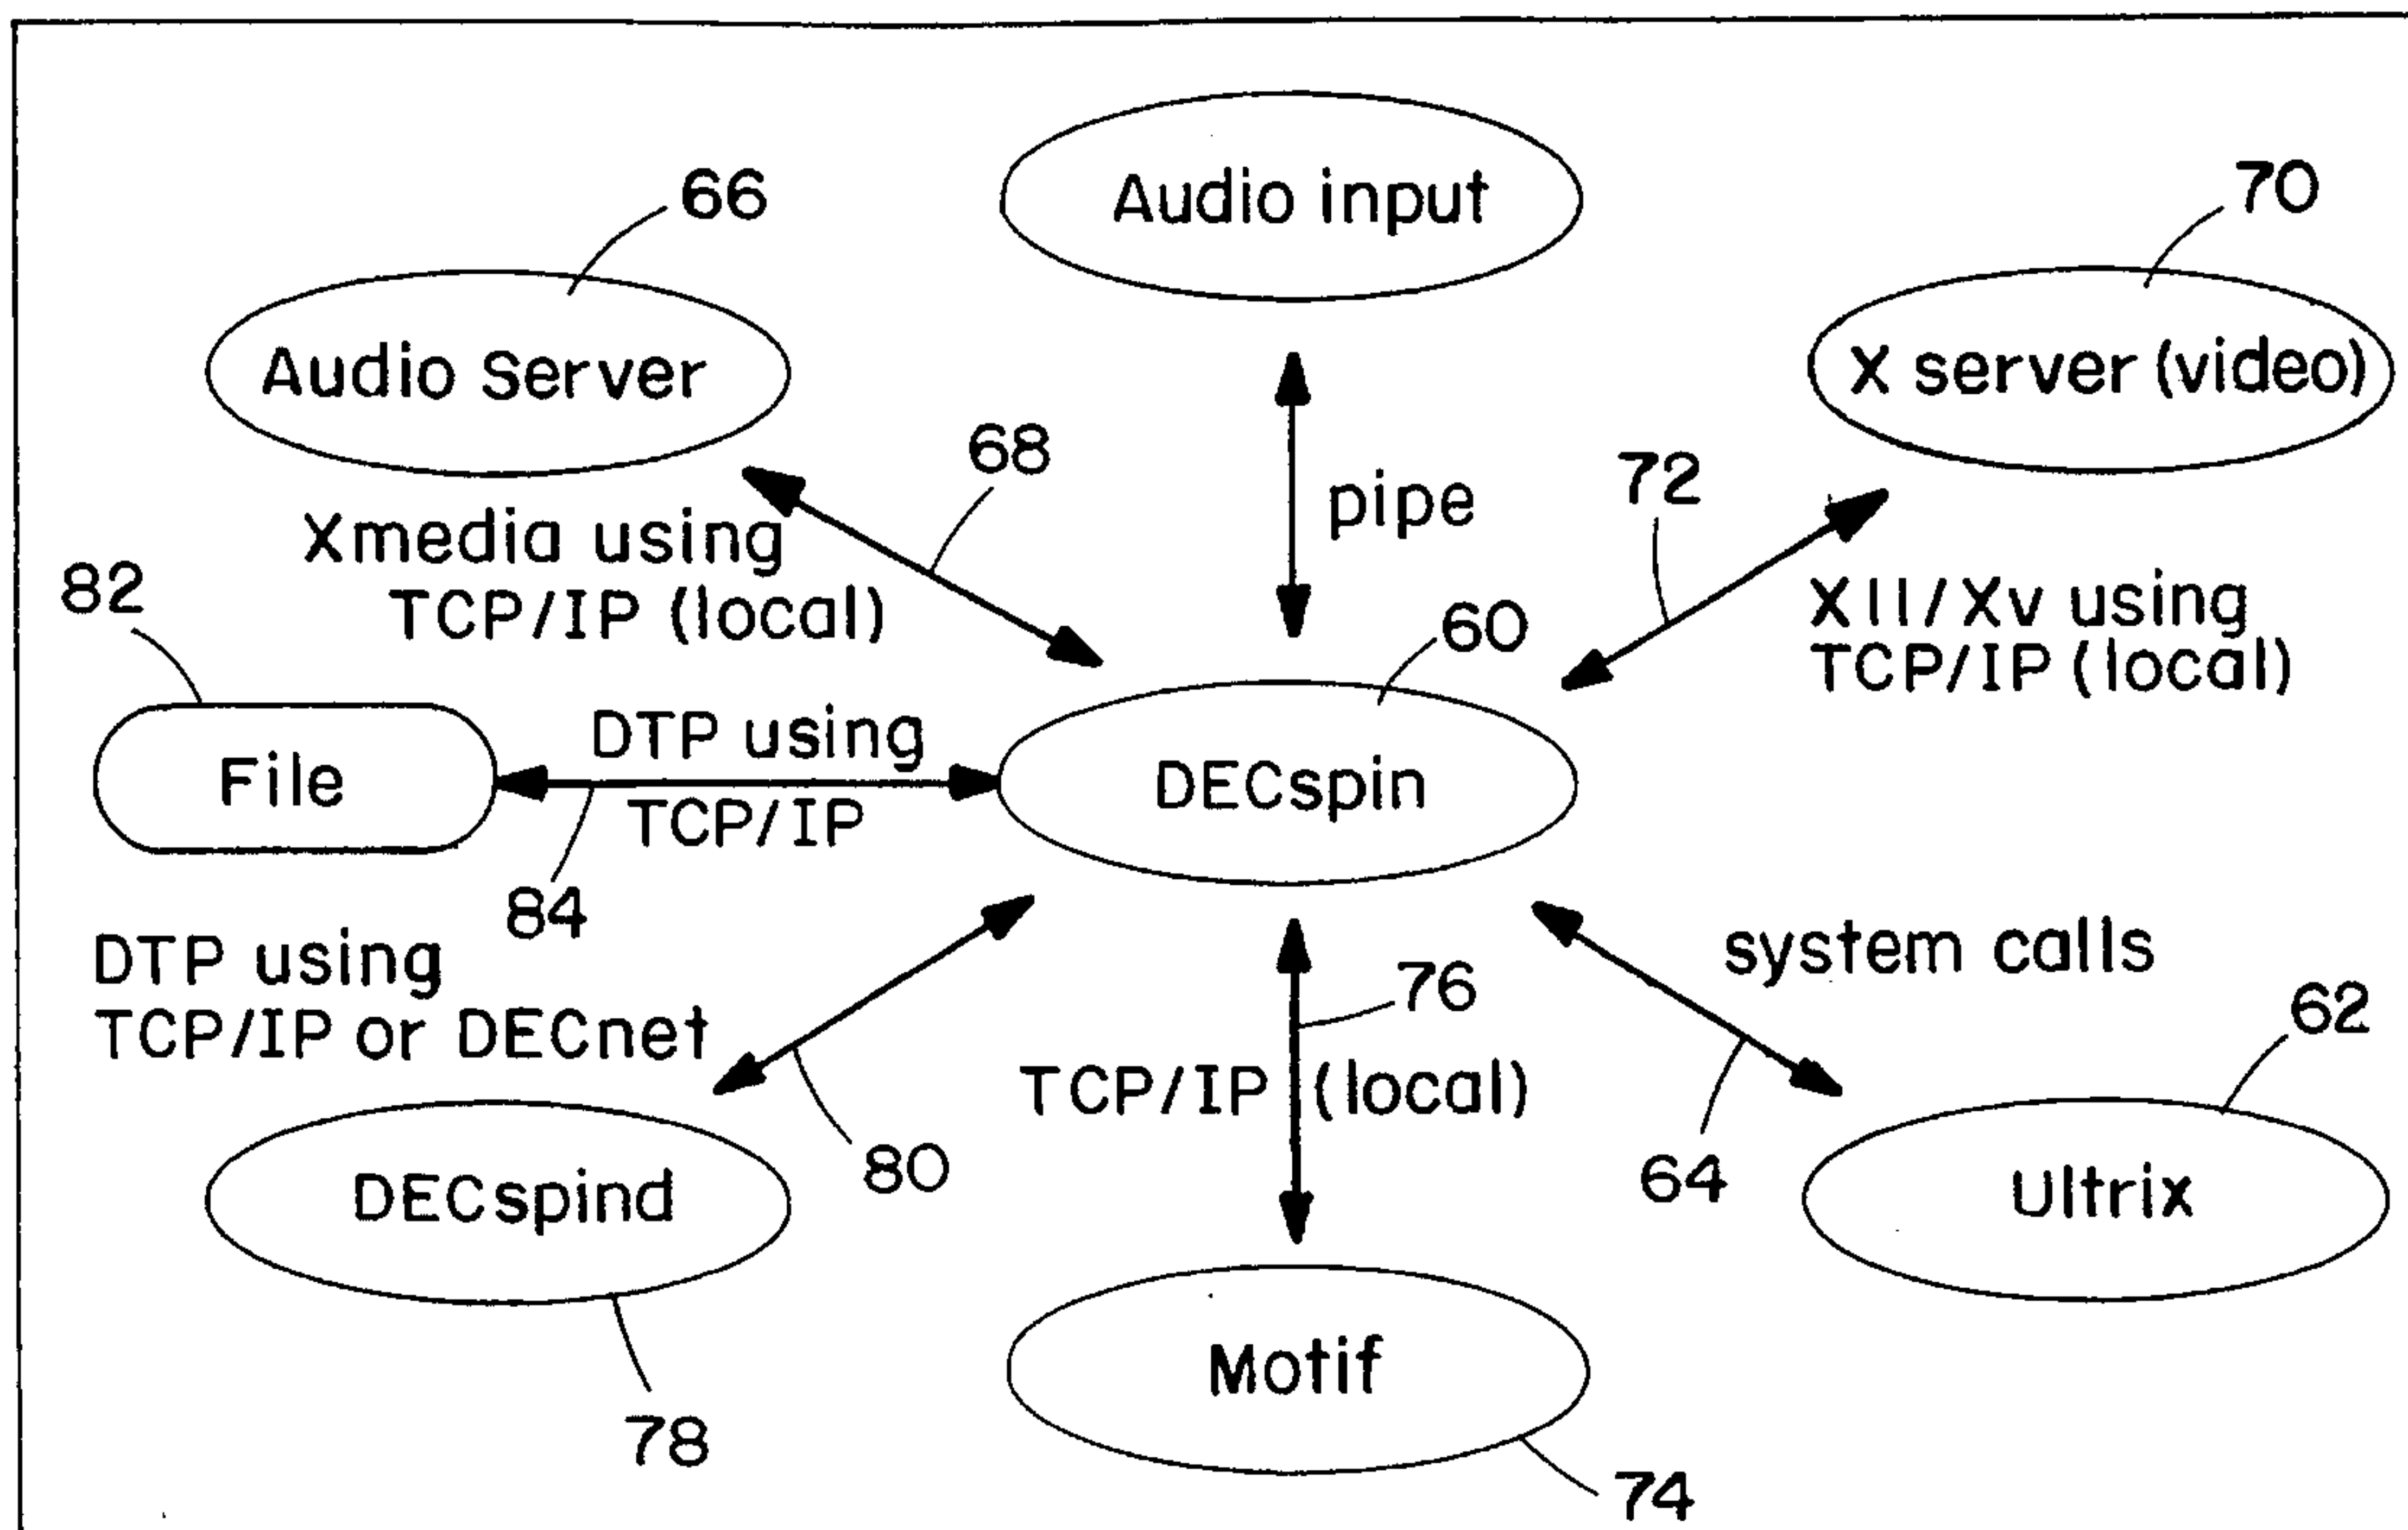 Audio input
66
70
Audio Server
X server (video)
68
pipe
72
Xmedia using
TCP/IP (local)
X11/Xv using
TCP/IP (local)
82
60
File
DTP using
TCP/IP
DECspin
84
DTP using
TCP/IP or DECnet
system calls
76
62
TCP/IP (local)
80
64
DECspind
Ultrix
Motif
78
74